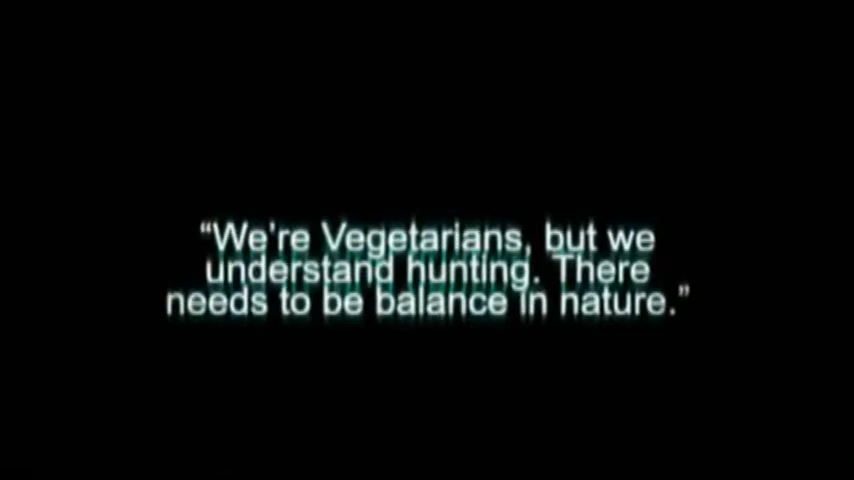 “We're Vegetarians, but we
understand hunting. There
needs to be balance in nature.”